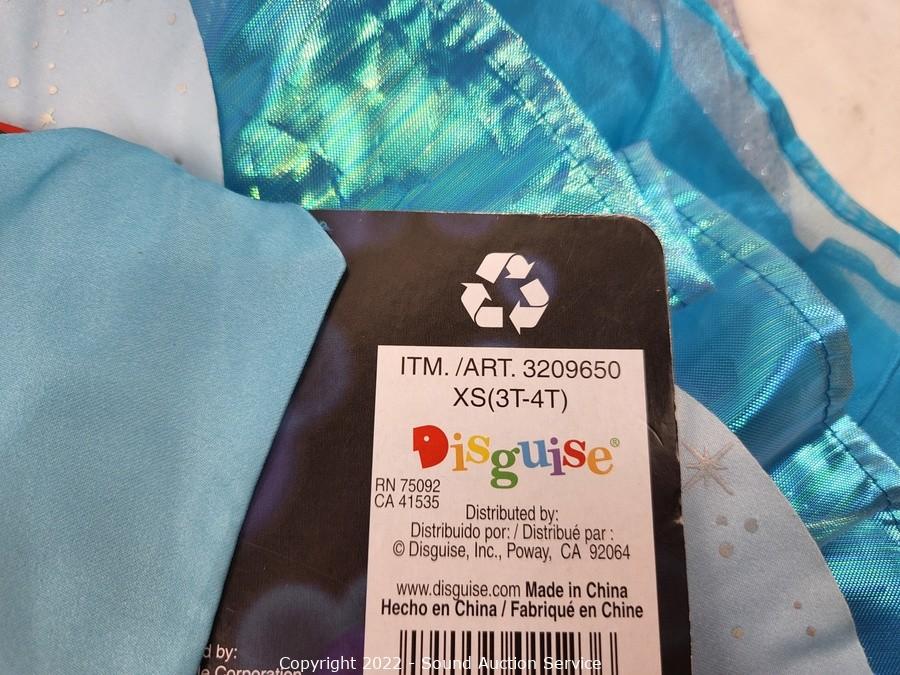 ITM. /ART. 3209650
XS(3T-4T)
Disguise®
RN 75092
CA 41535
Distributed by:
Distribuido por: / Distribué par :
© Disguise, Inc., Poway, CA 92064
www.disguise.com Made in China
Hecho en China / Fabriqué en Chine
d by:
e Corporation
Copyright 2022 - Sound Auction Service